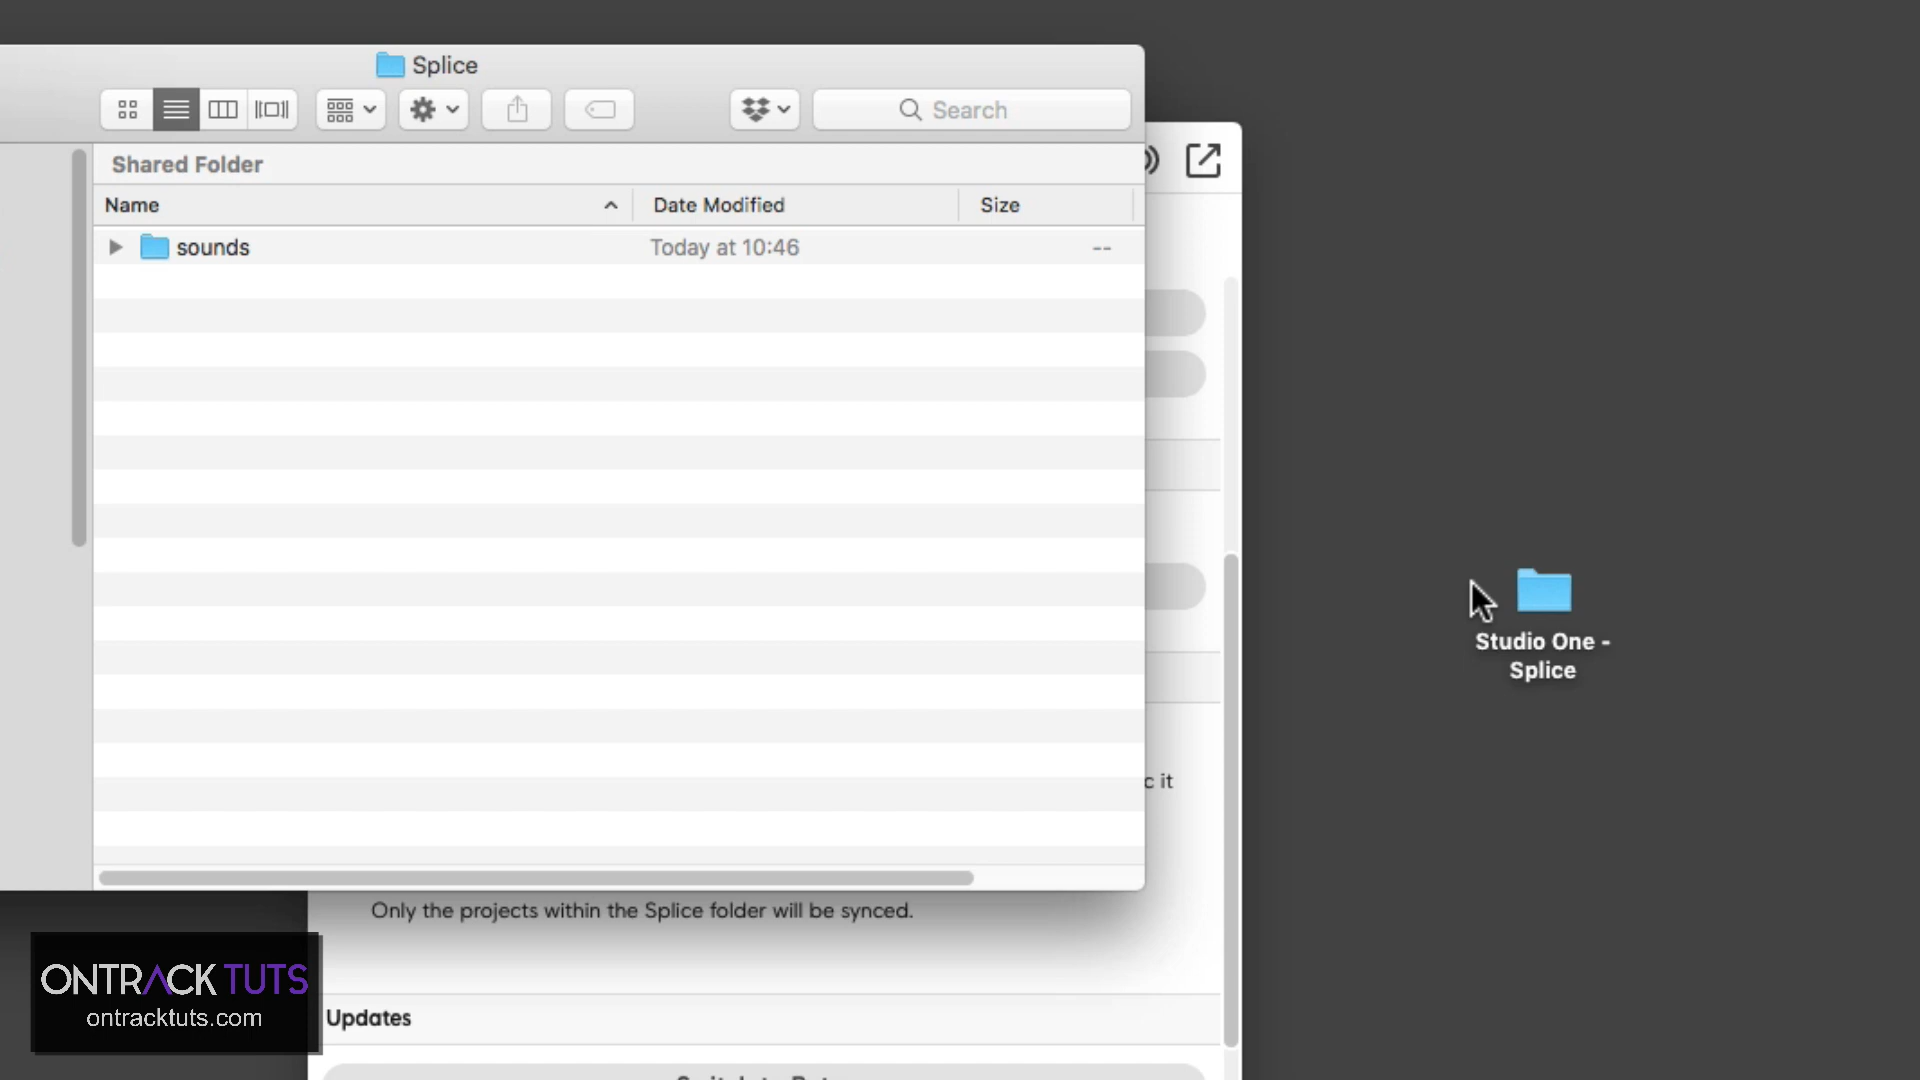 Splice
Search
Shared Folder
Name
Date Modified
Size
sounds
Today at 10:46
--
Studio One -
Splice
c it
Only the projects within the Splice folder will be synced.
ONTRACK TUTS
ontracktuts.com
Updates